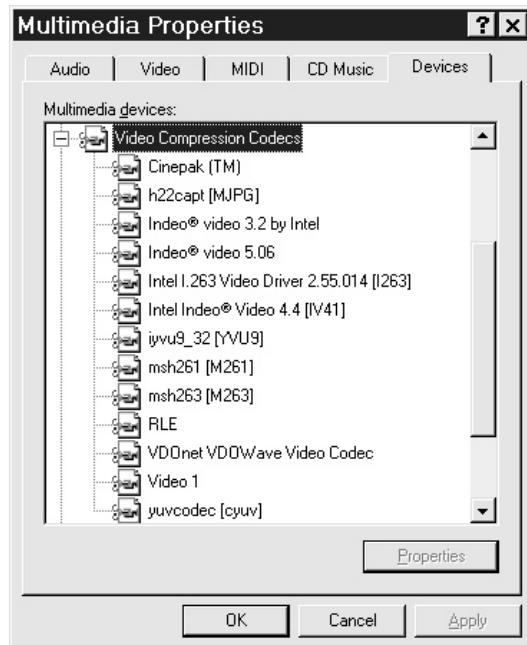 Multimedia Properties
? X
Audio Video MIDI CD Music Devices
Multimedia devices:
Video Compression Codecs
Cinepak (TM)
h22capt [MJPG]
Indeo® video 3.2 by Intel
Indeo® video 5.06
Intel I.263 Video Driver 2.55.014 [I263]
Intel Indeo® Video 4.4 [IV41]
iyvu9_32 [YVU9]
msh261 [M261]
msh263 [M263]
RLE
VDOnet VDOWave Video Codec
Video 1
yuvcodec [cyuv]
Properties
OK Cancel Apply